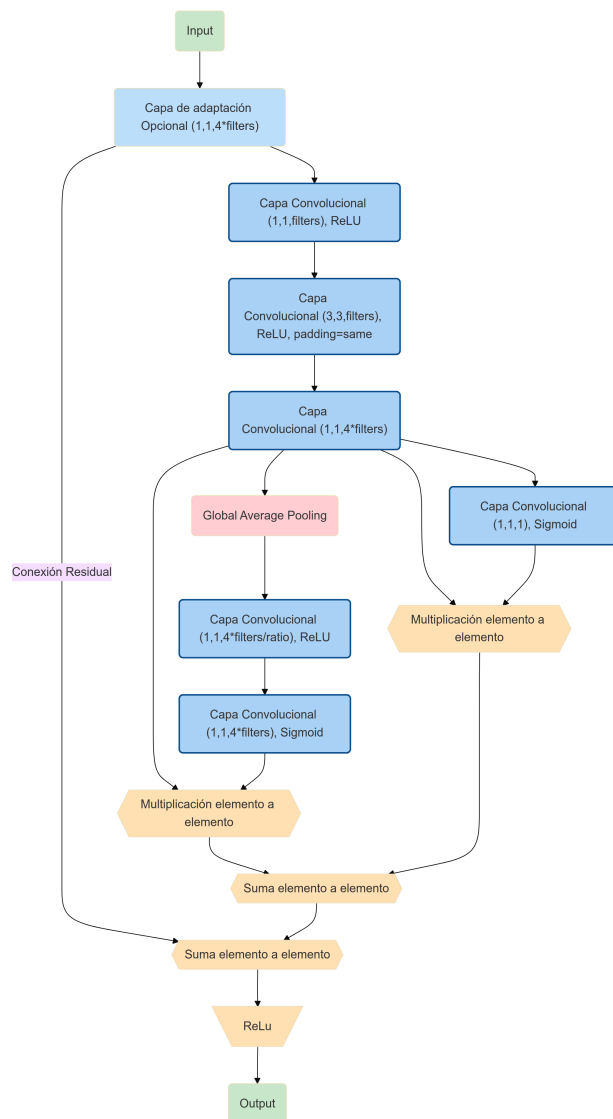 Input
Capa de adaptación
Opcional (1,1,4*filters)
Capa Convolucional
(1,1,filters), ReLU
Capa
Convolucional (3,3,filters),
ReLU, padding=same
Capa
Convolucional (1,1,4*filters)
Global Average Pooling
Capa Convolucional
(1,1,1), Sigmoid
Conexión Residual
Capa Convolucional
(1,1,4*filters/ratio), ReLU
Multiplicación elemento a
elemento
Capa Convolucional
(1,1,4*filters), Sigmoid
Multiplicación elemento a
elemento
Suma elemento a elemento
Suma elemento a elemento
ReLu
Output